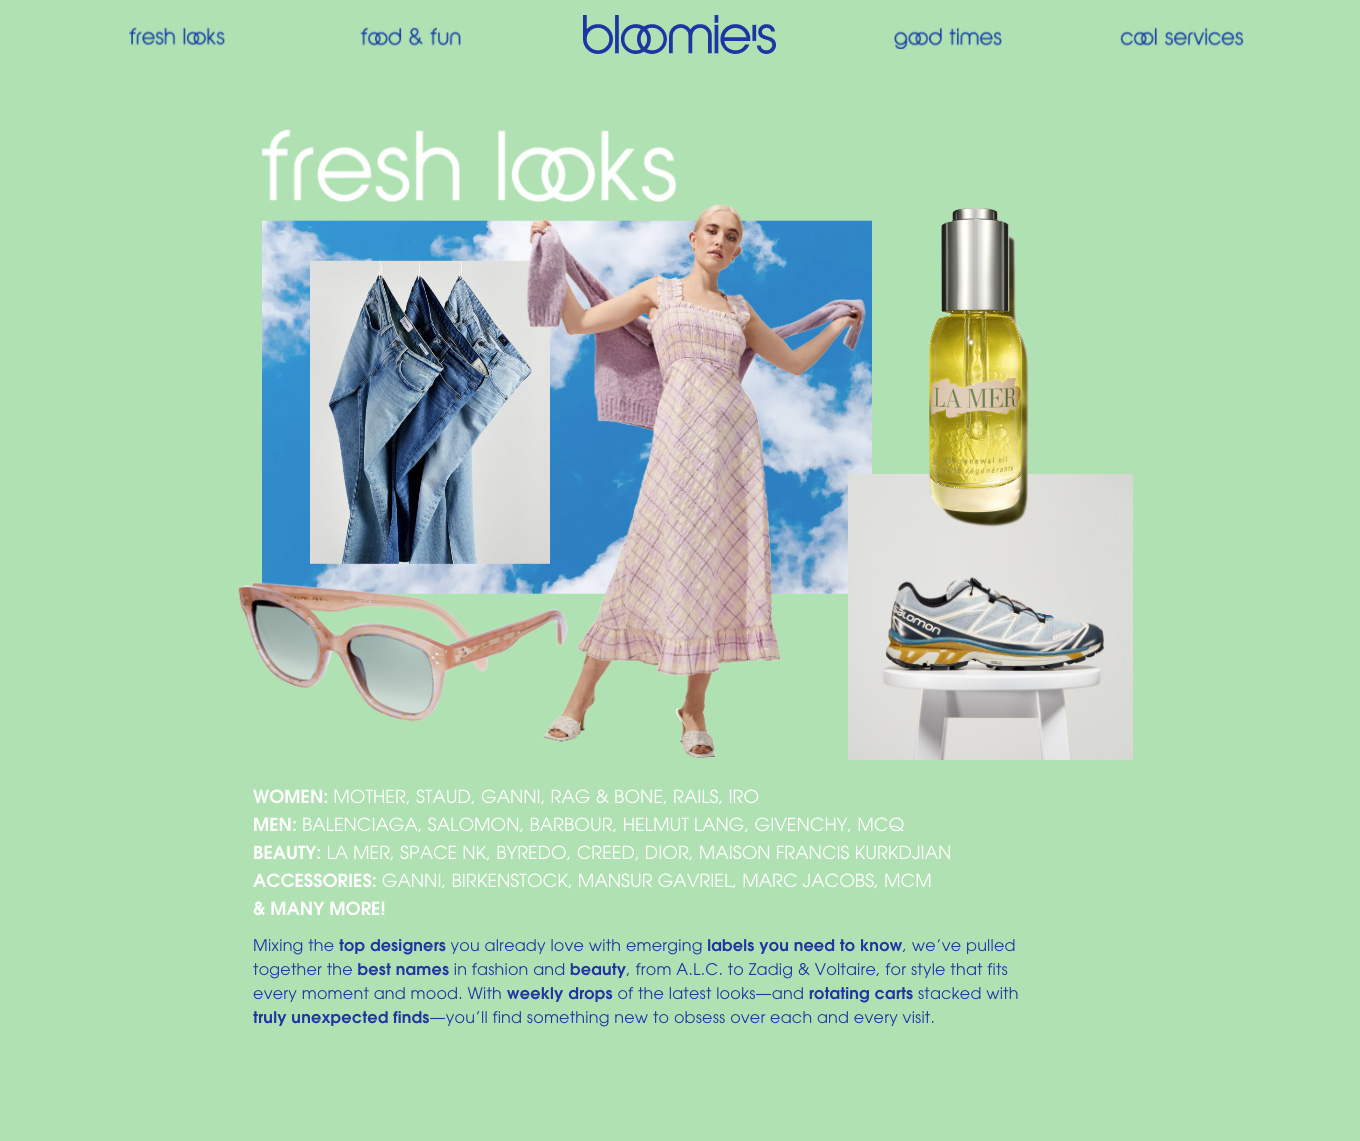 fresh looks
food & fun
bloomie's
good times
cool services
fresh looks
LA MER
salomon
WOMEN: MOTHER, STAUD, GANNI, RAG & BONE, RAILS, IRO
MEN: BALENCIAGA, SALOMON, BARBOUR, HELMUT LANG, GIVENCHY, MCQ
BEAUTY: LA MER, SPACE NK, BYREDO, CREED, DIOR, MAISON FRANCIS KURKDJIAN
ACCESSORIES: GANNI, BIRKENSTOCK, MANSUR GAVRIEL, MARC JACOBS, MCM
& MANY MORE!
Mixing the top designers you already love with emerging labels you need to know, we’ve pulled
together the best names in fashion and beauty, from A.L.C. to Zadig & Voltaire, for style that fits
every moment and mood. With weekly drops of the latest looks—and rotating carts stacked with
truly unexpected finds—you’ll find something new to obsess over each and every visit.